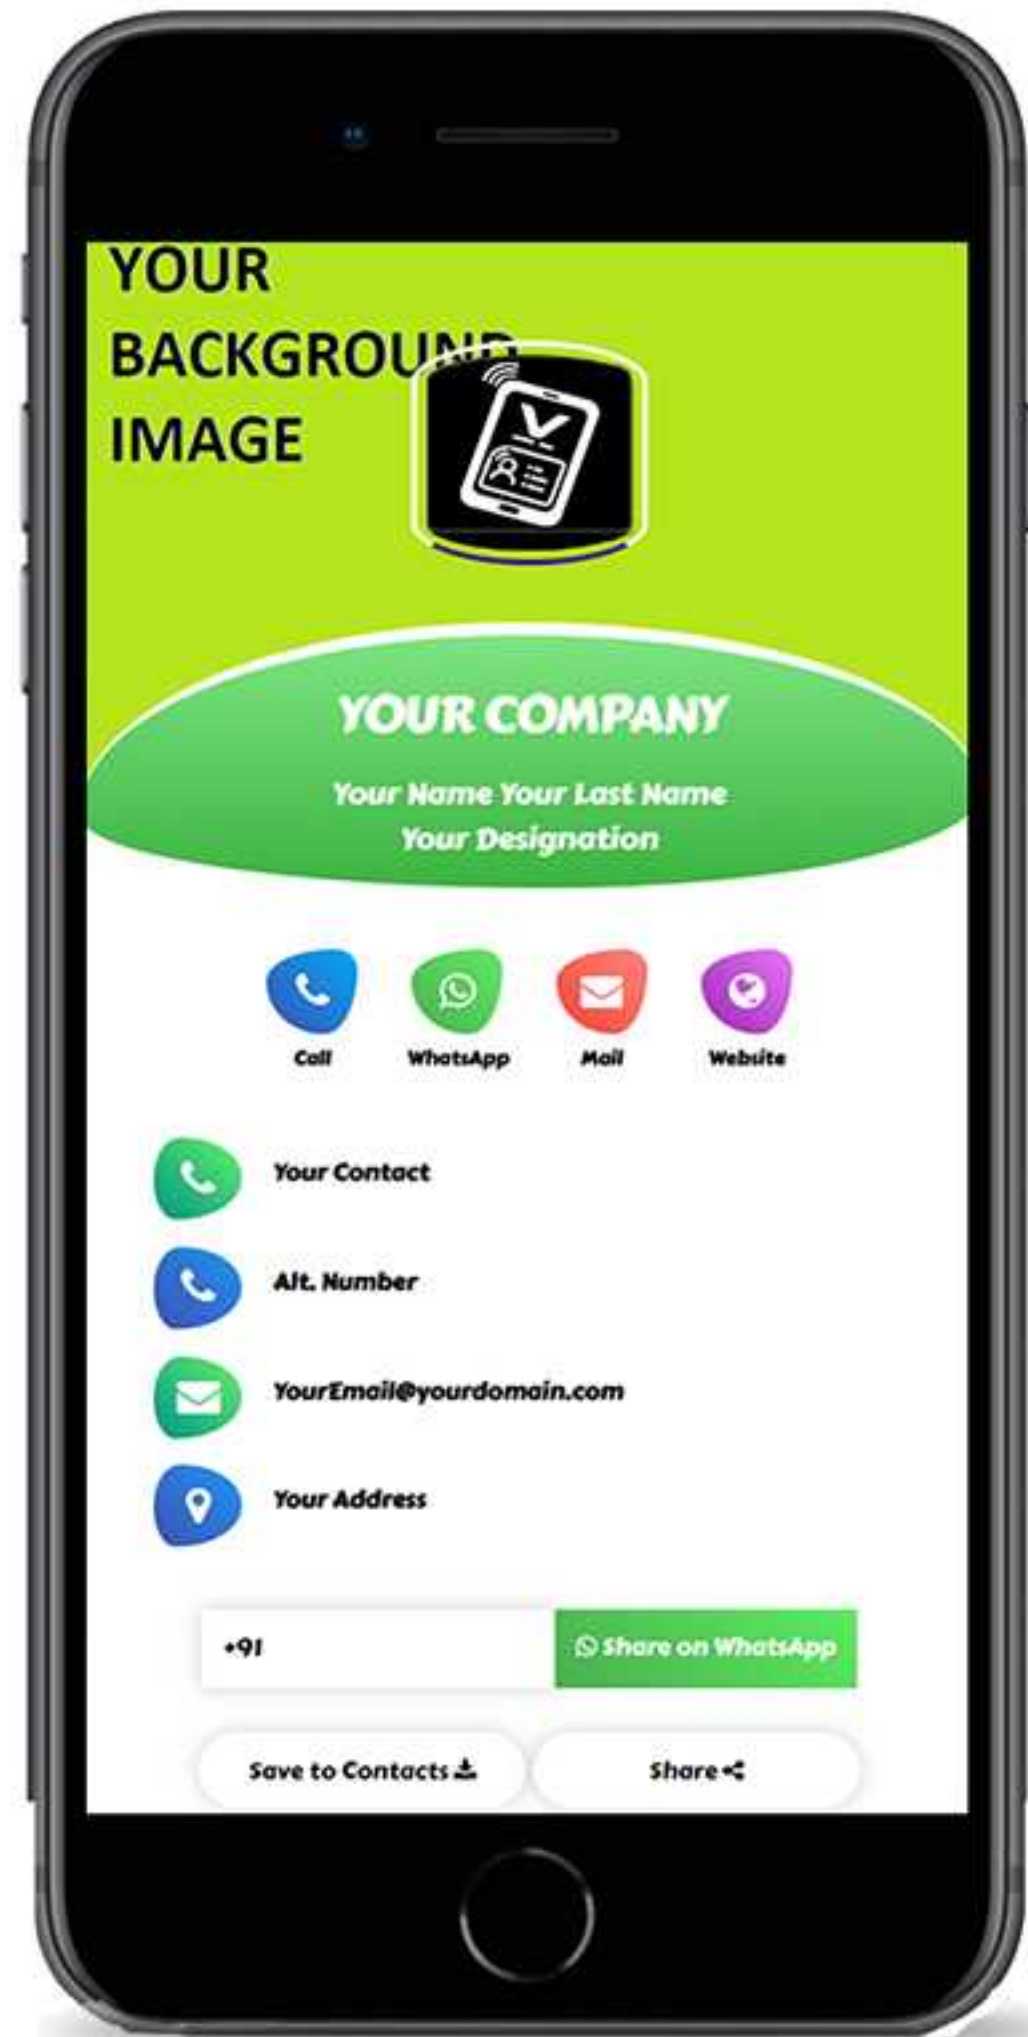 YOUR
BACKGROUND
IMAGE
YOUR COMPANY
Your Name Your Last Name
Your Designation
Call WhatsApp Mail Website
Your Contact
Alt. Number
YourEmail@yourdomain.com
Your Address
+91 Share on WhatsApp
Save to Contacts Share